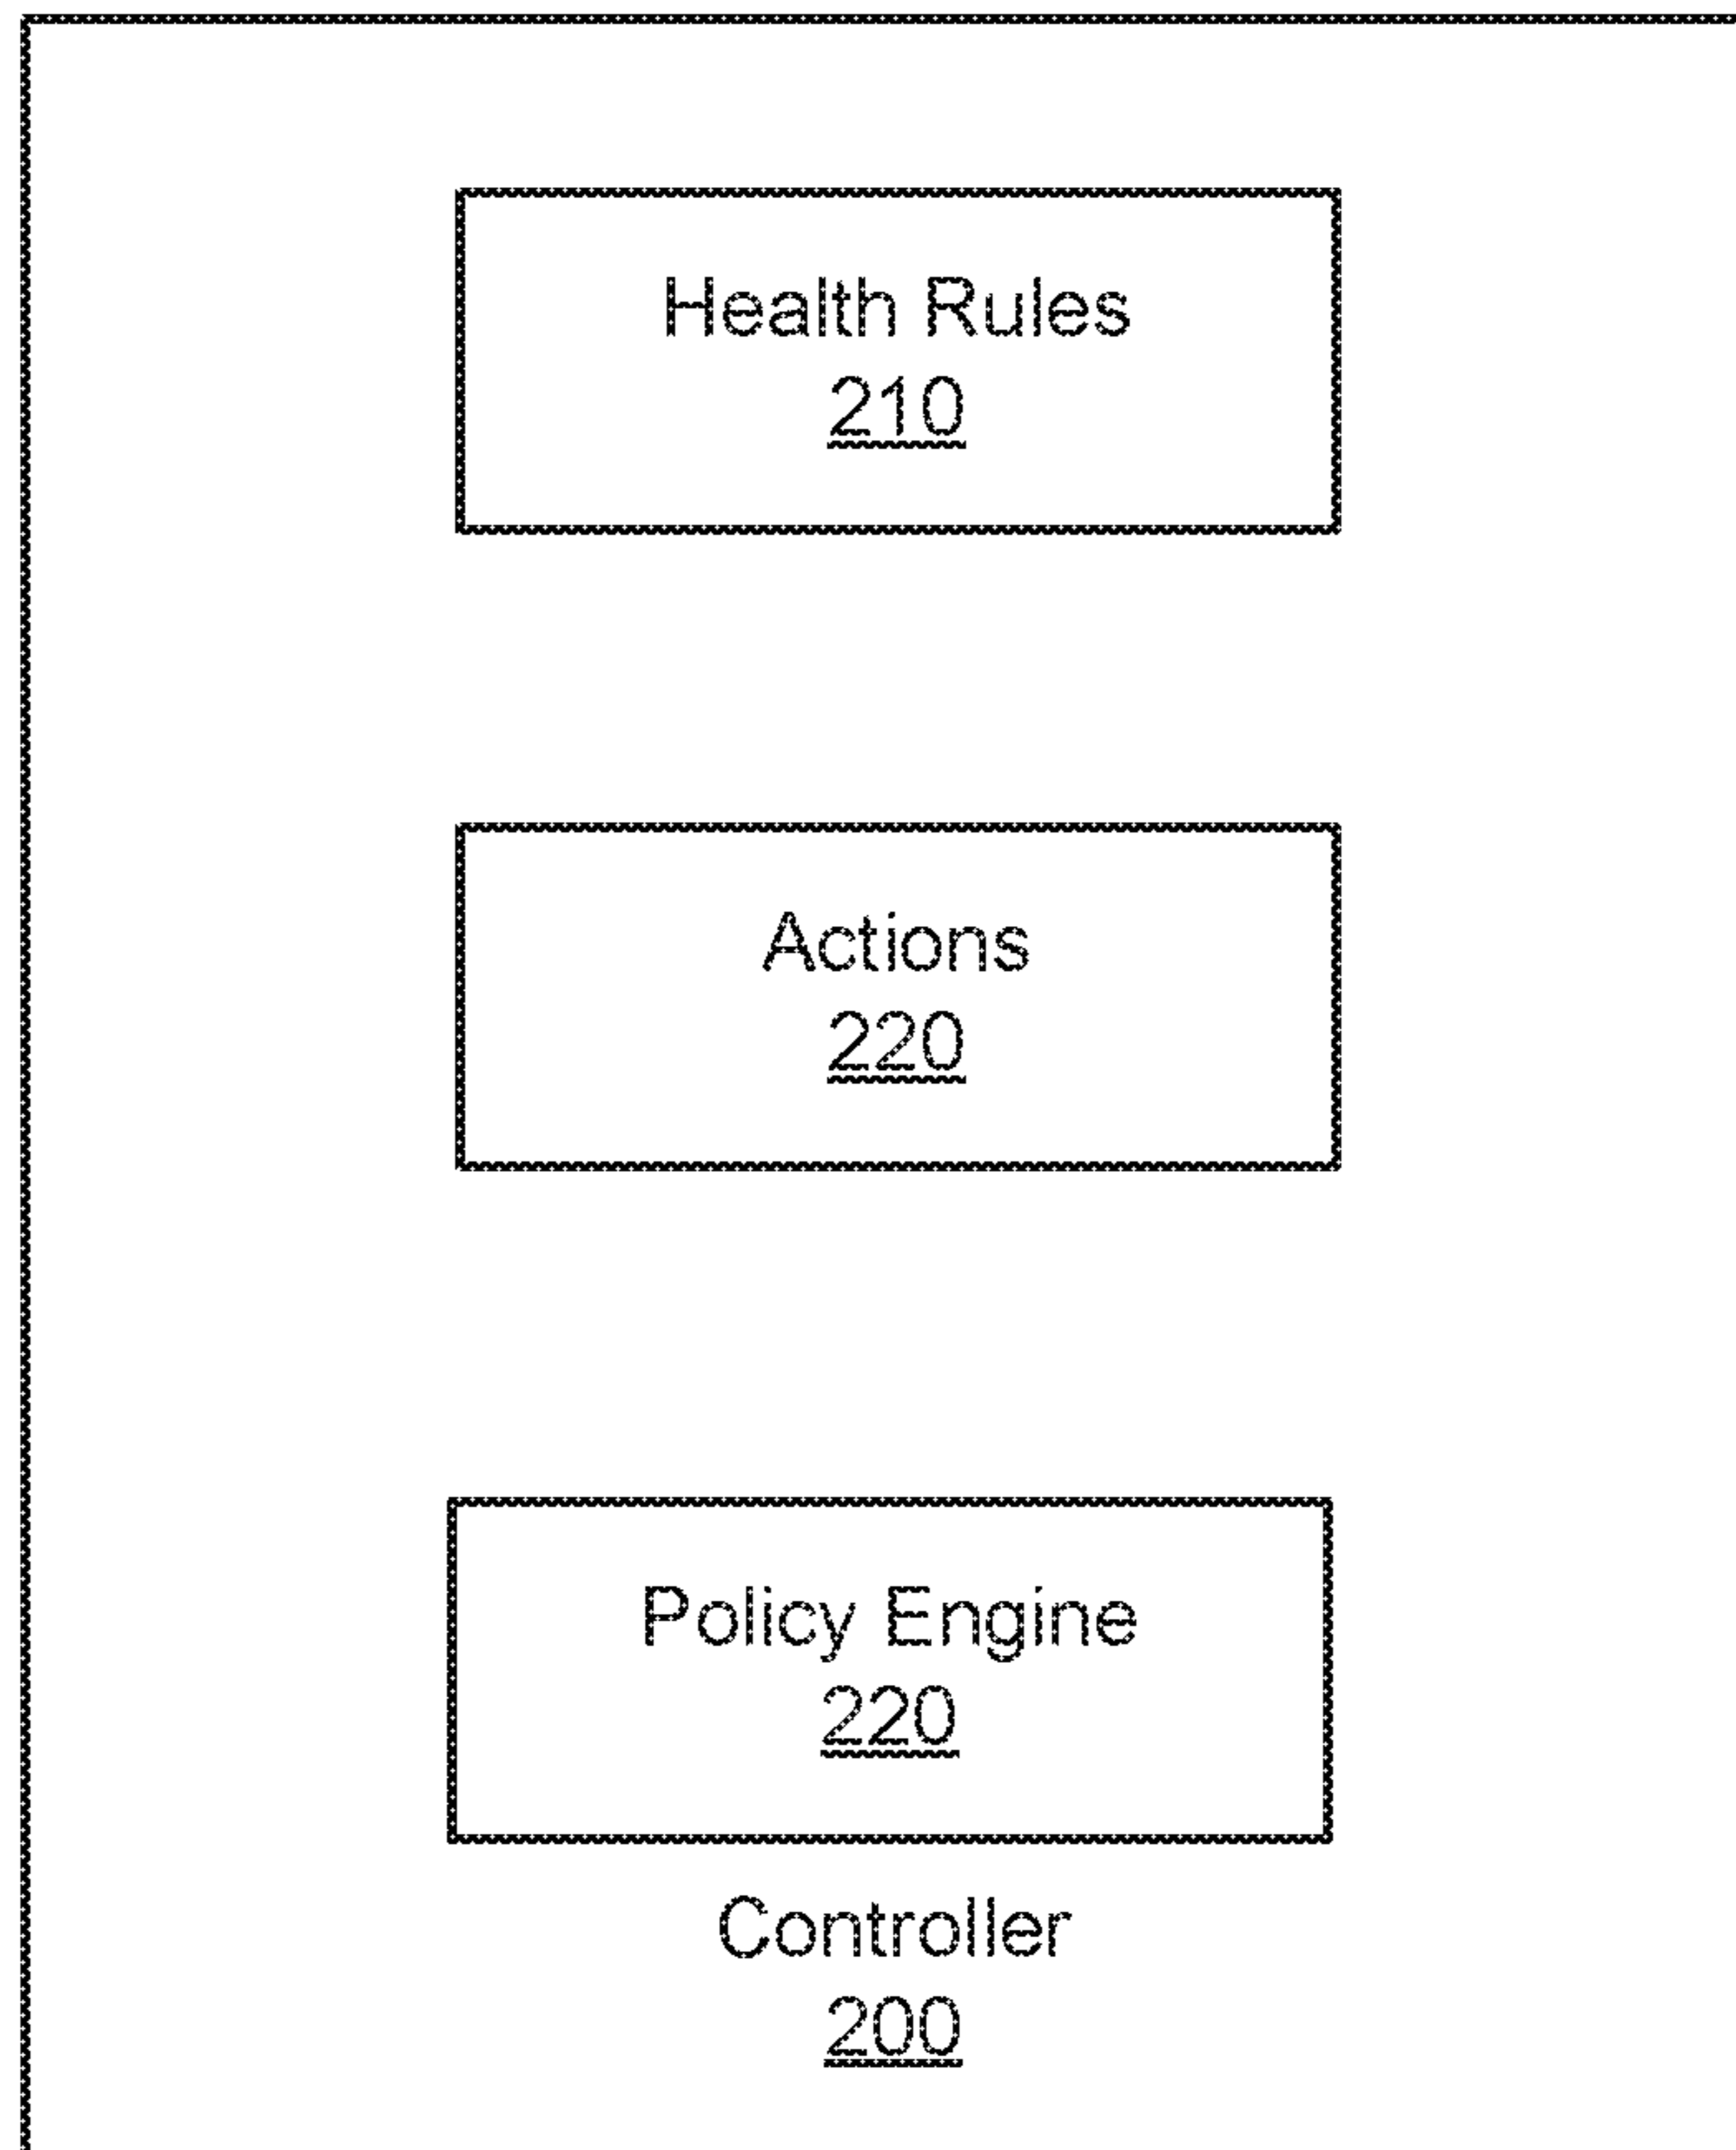 Health Rules
210
Actions
220
Policy Engine
220
Controller
200